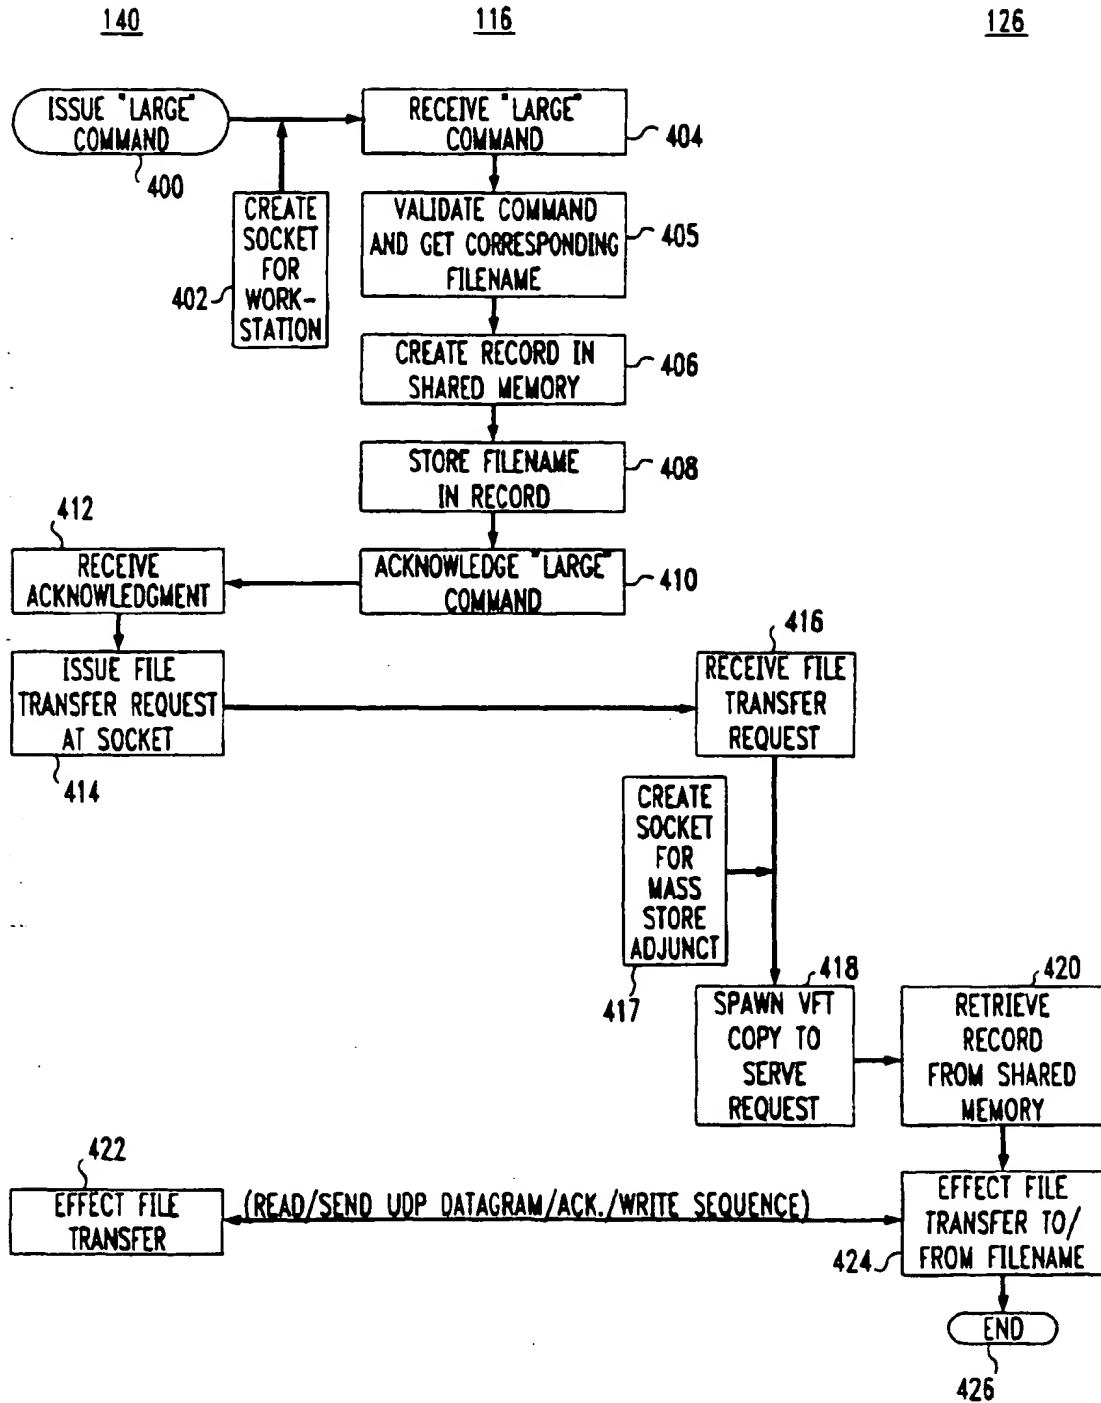 140
116
126
ISSUE "LARGE"
COMMAND
400
RECEIVE "LARGE"
COMMAND
404
CREATE
SOCKET
FOR
WORK-
STATION
402
VALIDATE COMMAND
AND GET CORRESPONDING
FILENAME
405
CREATE RECORD IN
SHARED MEMORY
406
STORE FILENAME
IN RECORD
408
412
RECEIVE
ACKNOWLEDGMENT
ACKNOWLEDGE "LARGE"
COMMAND
410
ISSUE FILE
TRANSFER REQUEST
AT SOCKET
414
416
RECEIVE FILE
TRANSFER
REQUEST
CREATE
SOCKET
FOR
MASS
STORE
ADJUNCT
417
418
SPAWN VFT
COPY TO
SERVE
REQUEST
420
RETRIEVE
RECORD
FROM SHARED
MEMORY
422
EFFECT FILE
TRANSFER
(READ/SEND UDP DATAGRAM/ACK./WRITE SEQUENCE)
EFFECT FILE
TRANSFER TO/
FROM FILENAME
424
END
426